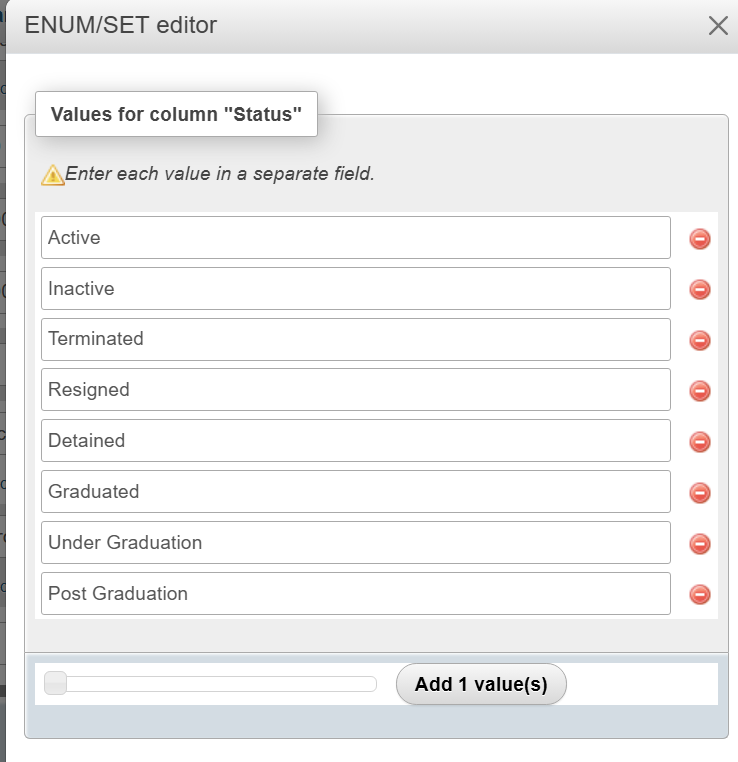 ENUM/SET editor
Values for column "Status"
Enter each value in a separate field.
Active
Inactive
Terminated
Resigned
Detained
Graduated
Under Graduation
Post Graduation
Add 1 value(s)